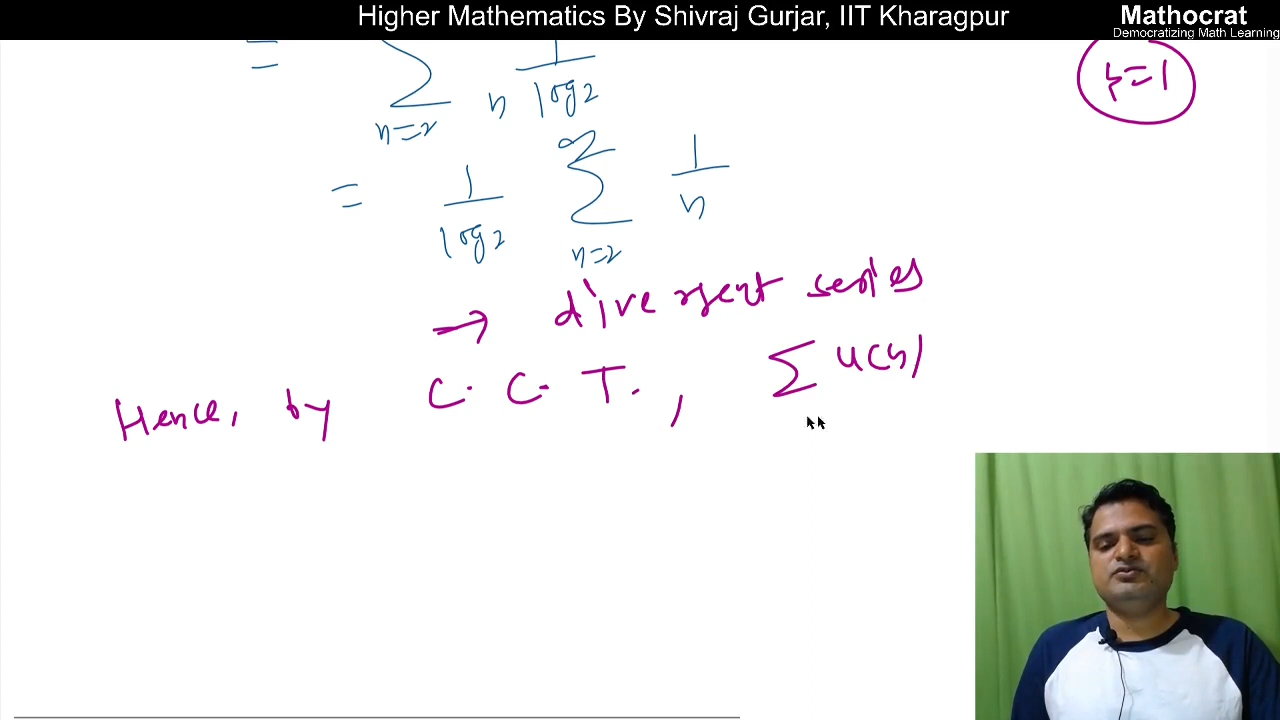 Higher Mathematics By Shivraj Gurjar, IIT Kharagpur
Mathocrat
Democratizing Math Learning
= ∑ n=2 1 / n log2
p=1
= 1/log2 ∑ n=2 ∞ 1/n
→ divergent series
Hence, by C.C.T., ∑ u(n)